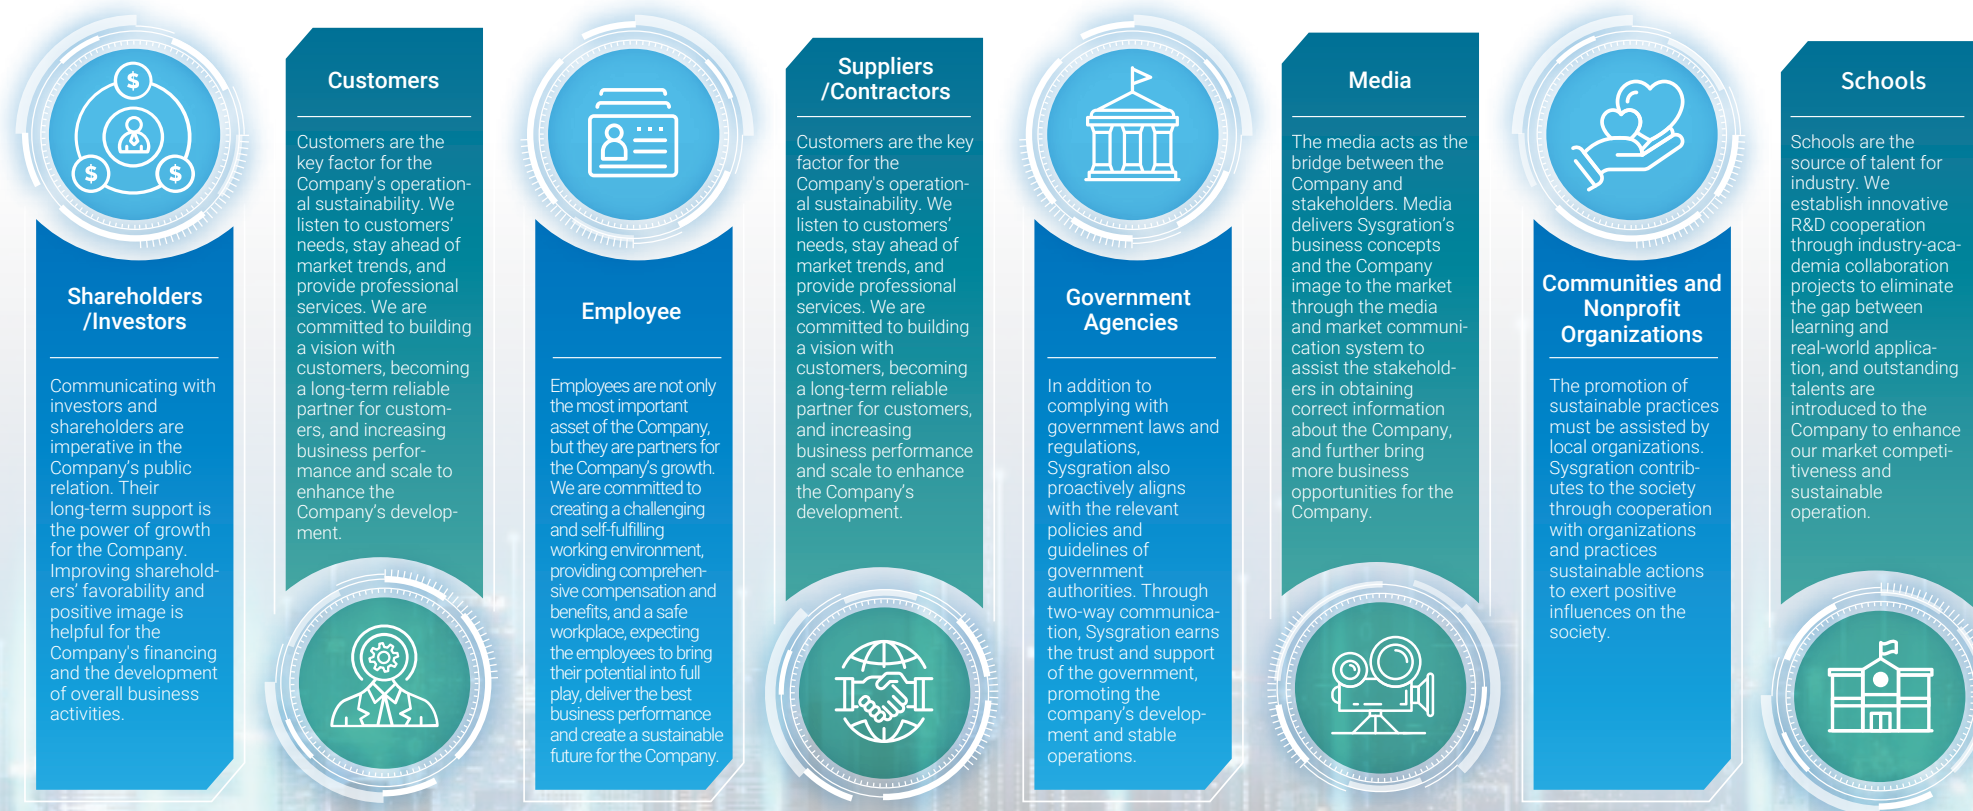 Shareholders
/Investors
Communicating with
investors and
shareholders are
imperative in the
Company's public
relation. Their
long-term support is
the power of growth
for the Company.
Improving sharehold-
ers' favorability and
positive image is
helpful for the
Company's financing
and the development
of overall business
activities.
Customers
Customers are the
key factor for the
Company's operation-
al sustainability. We
listen to customers'
needs, stay ahead of
market trends, and
provide professional
services. We are
committed to building
a vision with
customers, becoming
a long-term reliable
partner for custom-
ers, and increasing
business perfor-
mance and scale to
enhance the
Company's develop-
ment.
Employee
Employees are not only
the most important
asset of the Company,
but they are partners for
the Company's growth.
We are committed to
creating a challenging
and self-fulfilling
working environment,
providing comprehen-
sive compensation and
benefits, and a safe
workplace, expecting
the employees to bring
their potential into full
play, deliver the best
business performance
and create a sustainable
future for the Company.
Suppliers
/Contractors
Customers are the key
factor for the
Company's operation-
al sustainability. We
listen to customers'
needs, stay ahead of
market trends, and
provide professional
services. We are
committed to building
a vision with
customers, becoming
a long-term reliable
partner for customers,
and increasing
business performance
and scale to enhance
the Company's
development.
Government
Agencies
In addition to
complying with
government laws and
regulations,
Sysgration also
proactively aligns
with the relevant
policies and
guidelines of
government
authorities. Through
two-way communica-
tion, Sysgration earns
the trust and support
of the government,
promoting the
company's develop-
ment and stable
operations.
Media
The media acts as the
bridge between the
Company and
stakeholders. Media
delivers Sysgration's
business concepts
and the Company
image to the market
through the media
and market communi-
cation system to
assist the stakehold-
ers in obtaining
correct information
about the Company,
and further bring
more business
opportunities for the
Company.
Communities and
Nonprofit
Organizations
The promotion of
sustainable practices
must be assisted by
local organizations.
Sysgration contrib-
utes to the society
through cooperation
with organizations
and practices
sustainable actions
to exert positive
influences on the
society.
Schools
Schools are the
source of talent for
industry. We
establish innovative
R&D cooperation
through industry-aca-
demia collaboration
projects to eliminate
the gap between
learning and
real-world applica-
tion, and outstanding
talents are
introduced to the
Company to enhance
our market competi-
tiveness and
sustainable
operation.